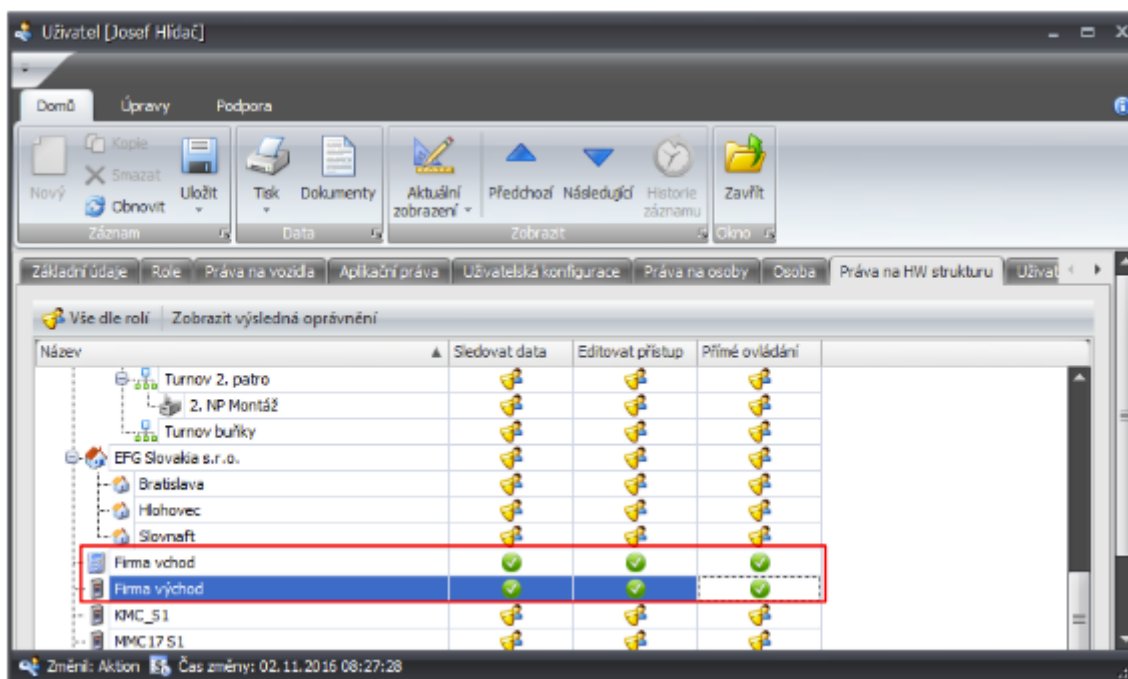 Uživatel [Josef Hlídač]
Domů Úpravy Podpora
Nový
Kopie
Smazat
Obnovit
Uložit
Tisk
Dokumenty
Aktuální zobrazení
Předchozí
Následující
Historie záznamu
Zavřít
Záznam Data Zobrazit Okno
Základní údaje Role Práva na vozidla Aplikační práva Uživatelská konfigurace Práva na osoby Osoba Práva na HW strukturu Uživat
Vše dle rolí Zobrazit výsledná oprávnění
Název Sledovat data Editovat přístup Přímé ovládání
Turnov 2. patro
2. NP Montáž
Turnov buňky
EFG Slovakia s.r.o.
Bratislava
Hlohovec
Slovnaft
Firma vchod
Firma východ
KMC_S1
MMC17 S1
Změnil: Aktion Čas změny: 02.11.2016 08:27:28